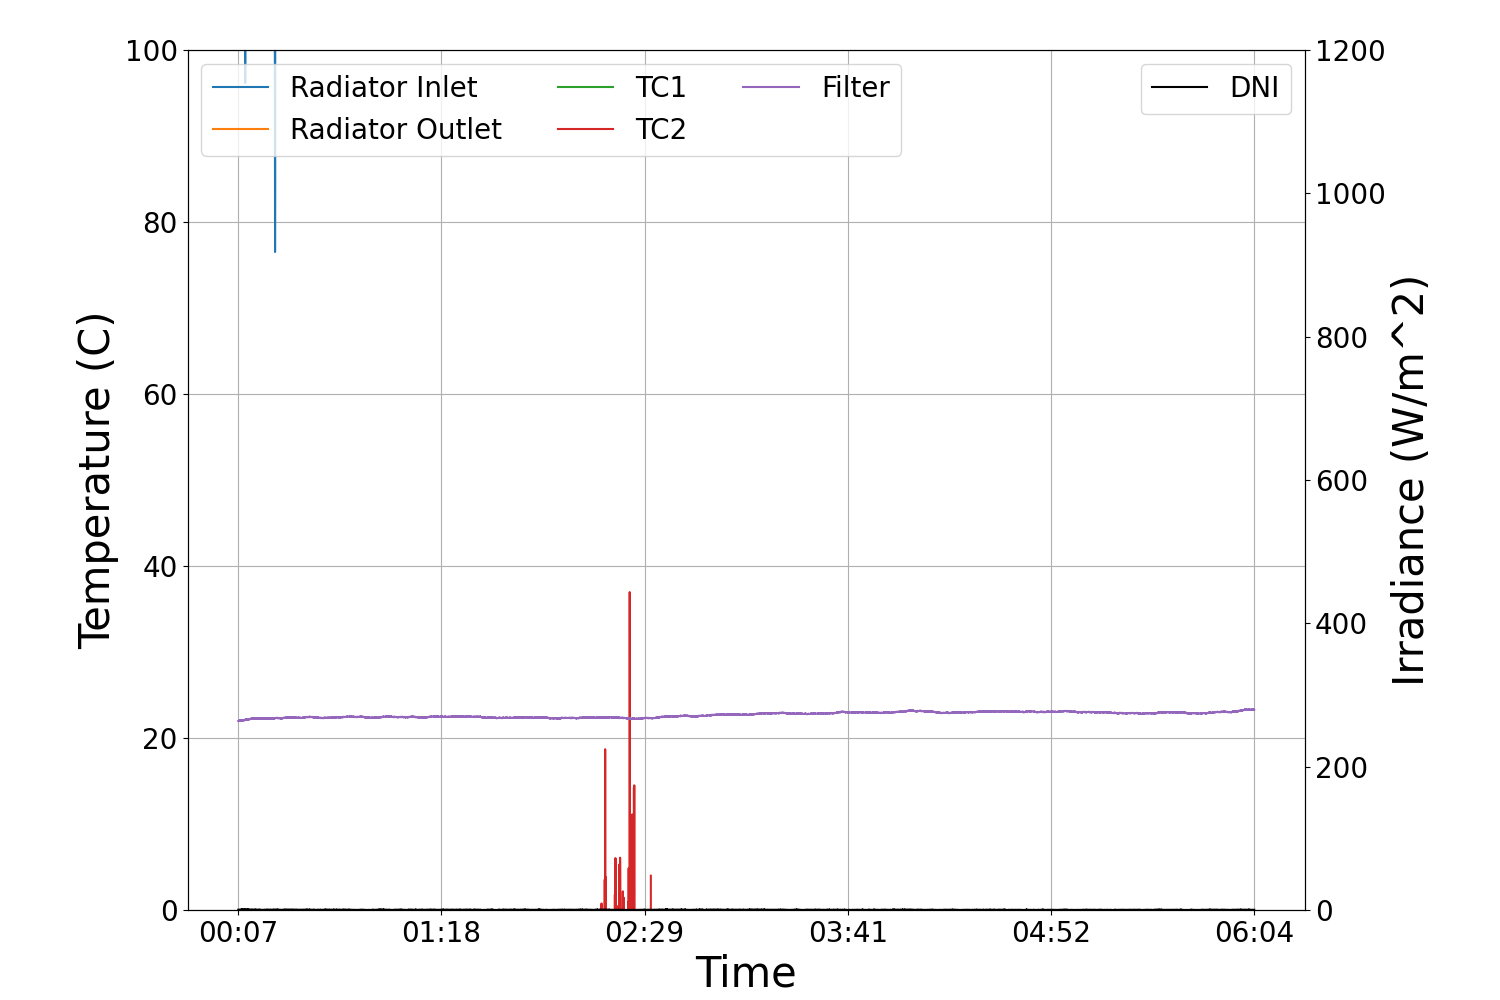 100
80
60
40
20
0
Temperature (C)
Radiator Inlet
Radiator Outlet
TC1
TC2
Filter
DNI
1200
1000
800
600
400
200
0
Irradiance (W/m^2)
00:07 01:18 02:29 03:41 04:52 06:04
Time